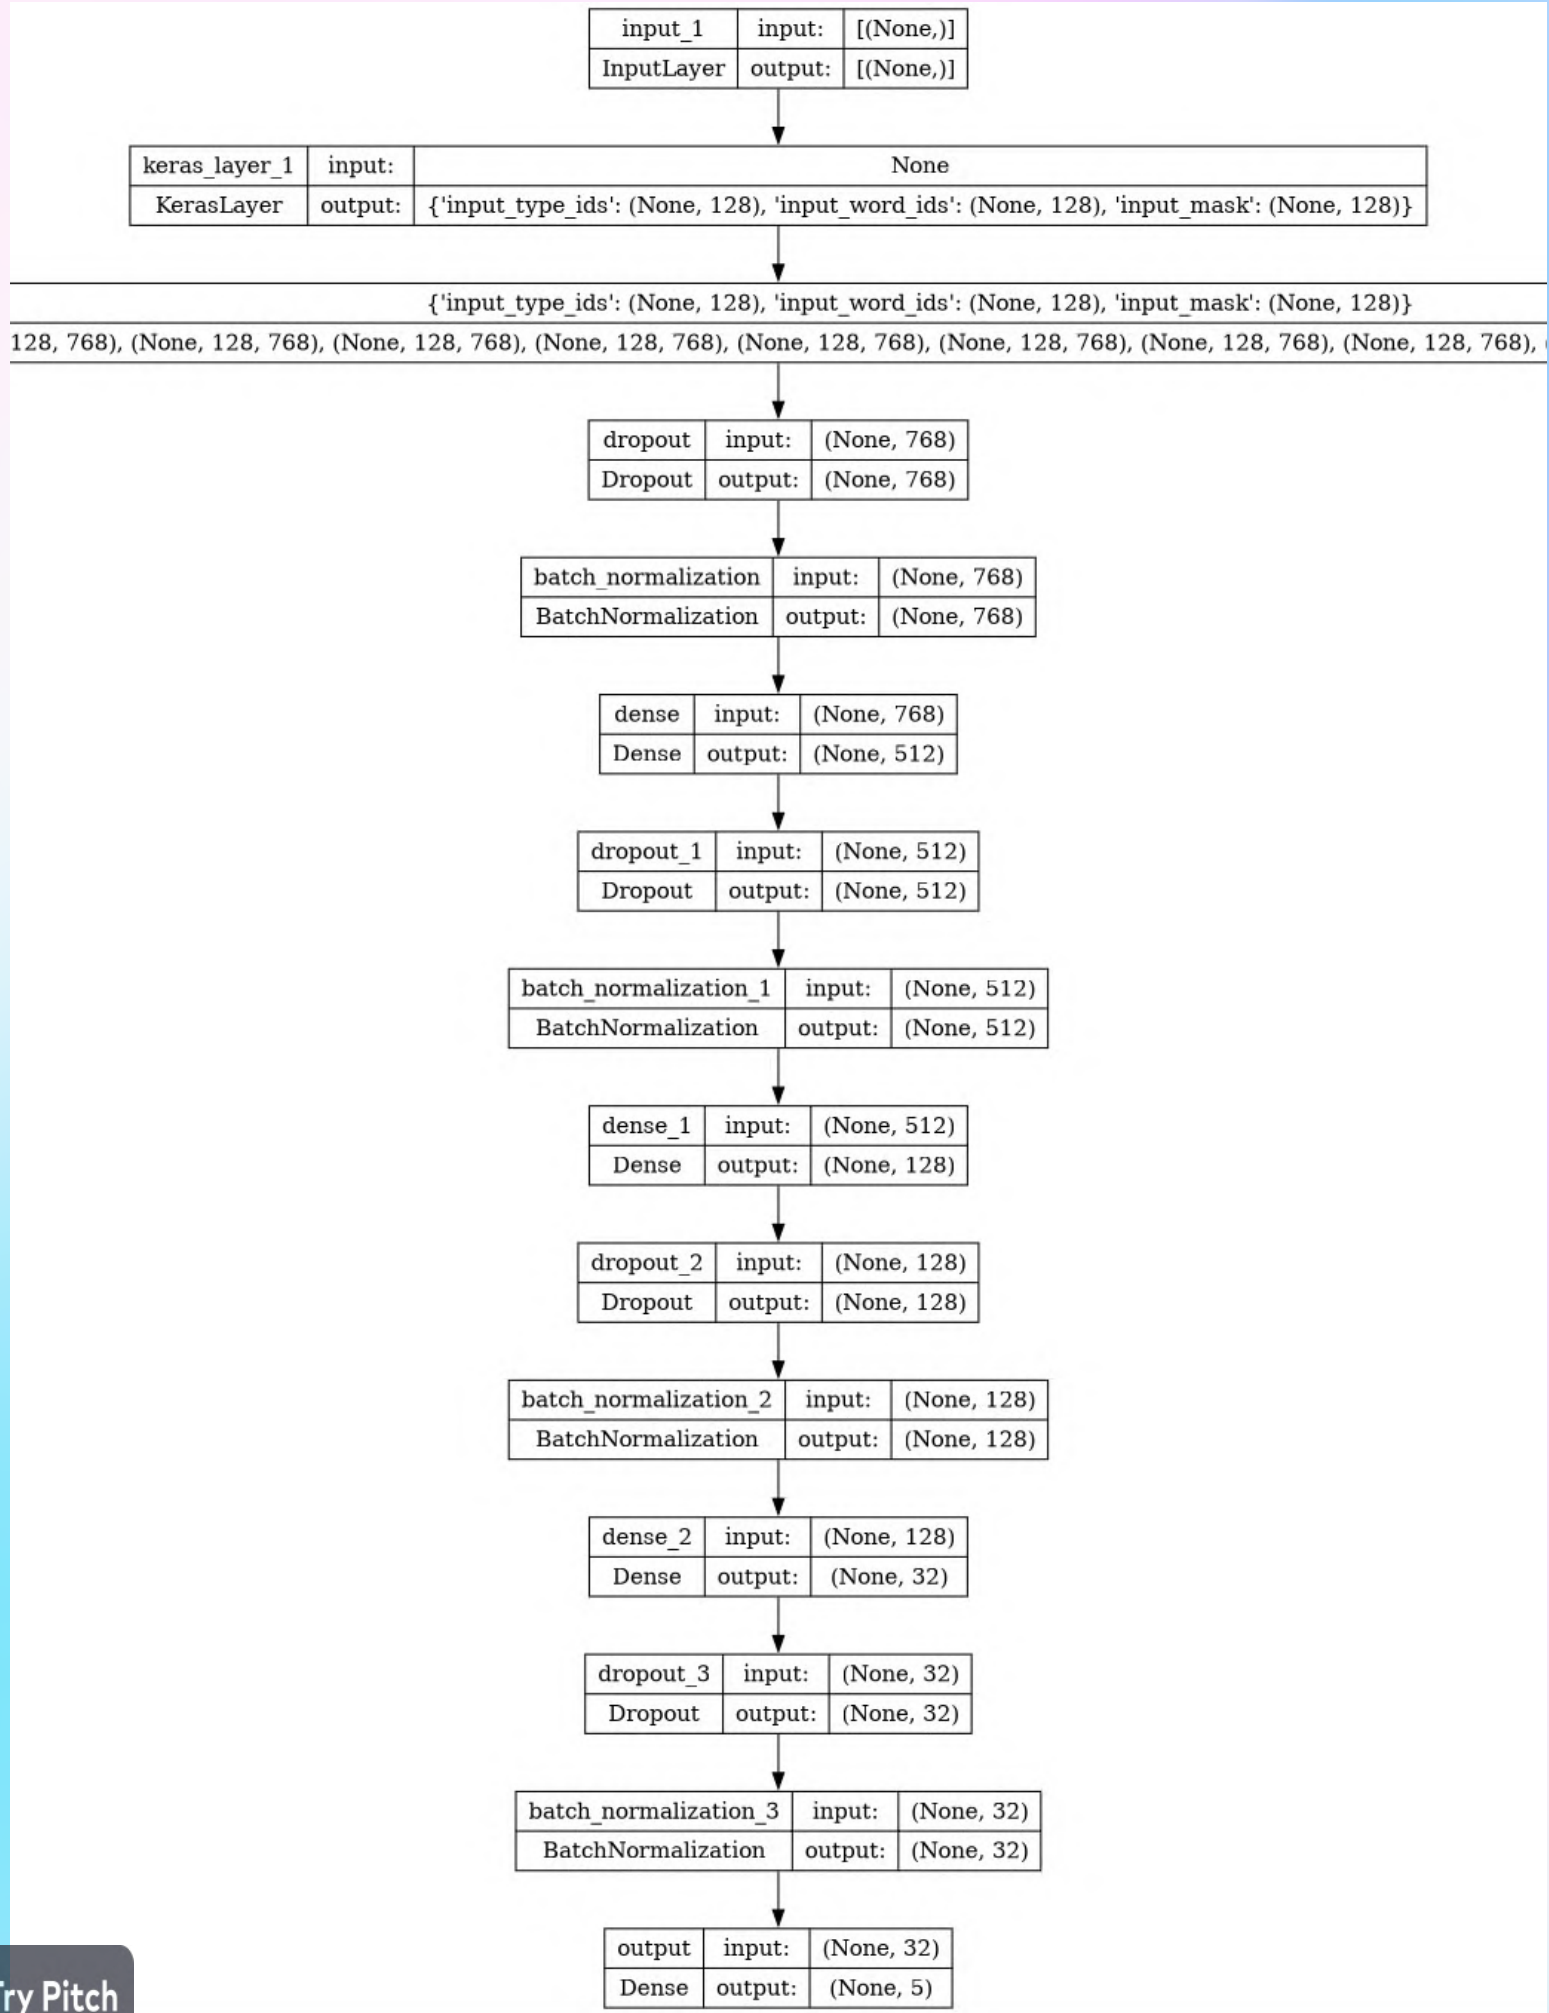 input_1 input: [(None,)]
InputLayer output: [(None,)]
keras_layer_1 input: None
KerasLayer output: {'input_type_ids': (None, 128), 'input_word_ids': (None, 128), 'input_mask': (None, 128)}
{'input_type_ids': (None, 128), 'input_word_ids': (None, 128), 'input_mask': (None, 128)}
128, 768), (None, 128, 768), (None, 128, 768), (None, 128, 768), (None, 128, 768), (None, 128, 768), (None, 128, 768), (None, 128, 768), (
dropout input: (None, 768)
Dropout output: (None, 768)
batch_normalization input: (None, 768)
BatchNormalization output: (None, 768)
dense input: (None, 768)
Dense output: (None, 512)
dropout_1 input: (None, 512)
Dropout output: (None, 512)
batch_normalization_1 input: (None, 512)
BatchNormalization output: (None, 512)
dense_1 input: (None, 512)
Dense output: (None, 128)
dropout_2 input: (None, 128)
Dropout output: (None, 128)
batch_normalization_2 input: (None, 128)
BatchNormalization output: (None, 128)
dense_2 input: (None, 128)
Dense output: (None, 32)
dropout_3 input: (None, 32)
Dropout output: (None, 32)
batch_normalization_3 input: (None, 32)
BatchNormalization output: (None, 32)
output input: (None, 32)
Dense output: (None, 5)
Try Pitch